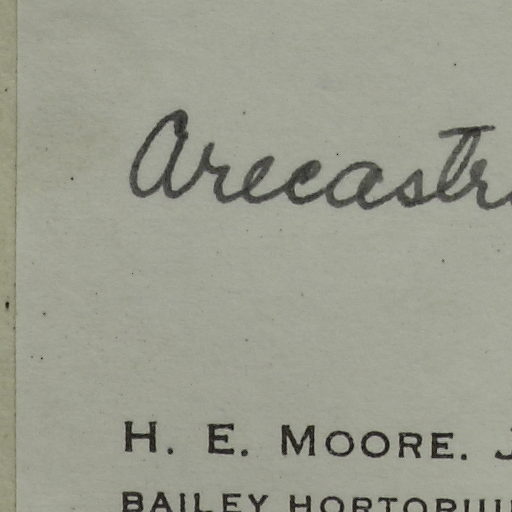 Arecastr
H. E. MOORE. J
BAILEY HORTORIU